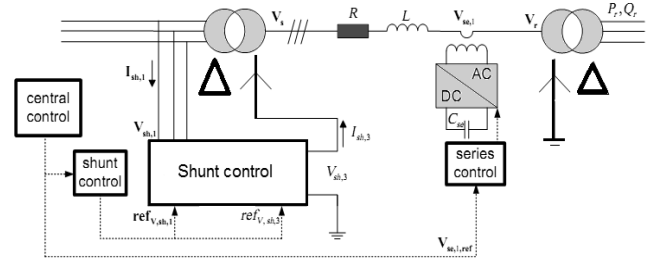 V_s
R
L
V_se,1
V_r
P_r, Q_r
I_sh,1
AC
DC
central control
V_sh,1
I_sh,3
C_se
shunt control
Shunt control
V_sh,3
series control
ref_V,sh,1
ref_V,sh,3
V_se,1,ref